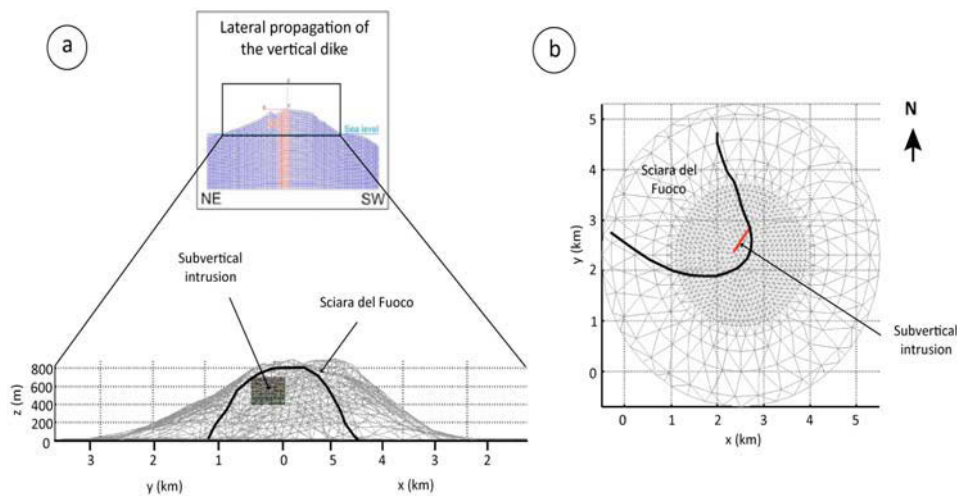 a
Lateral propagation of
the vertical dike
Sea level
NE
SW
Subvertical
intrusion
Sciara del Fuoco
z (m)
800
600
400
200
0
3
2
1
0
5
4
3
2
y (km)
x (km)
b
N
Sciara del
Fuoco
y (km)
5
4
3
2
1
0
0
1
2
3
4
5
x (km)
Subvertical
intrusion